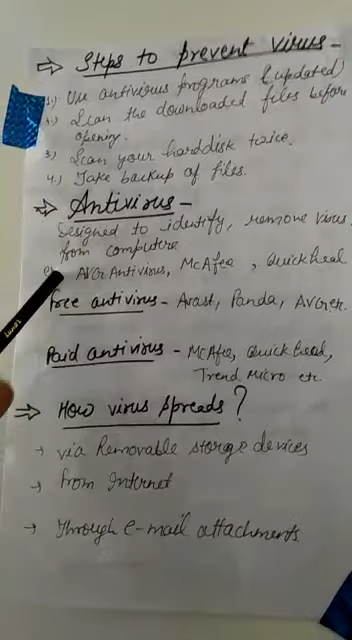 ⇒ Steps to prevent virus -
1.) Use antivirus programs (updated)
2.) Scan the downloaded files before
opening.
3.) Scan your harddisk twice.
4.) Take backup of files.
⇒ Antivirus -
Designed to identify, remove virus
from computere
AVG Antivirus, McAfee, Quick heal
Free antivirus - Avast, Panda, AVG etc.
Paid antivirus - McAfee, Quick heal,
Trend Micro etc
⇒ How virus spreads?
→ via Removable storage devices
→ from Internet
→ Through e-mail attachments